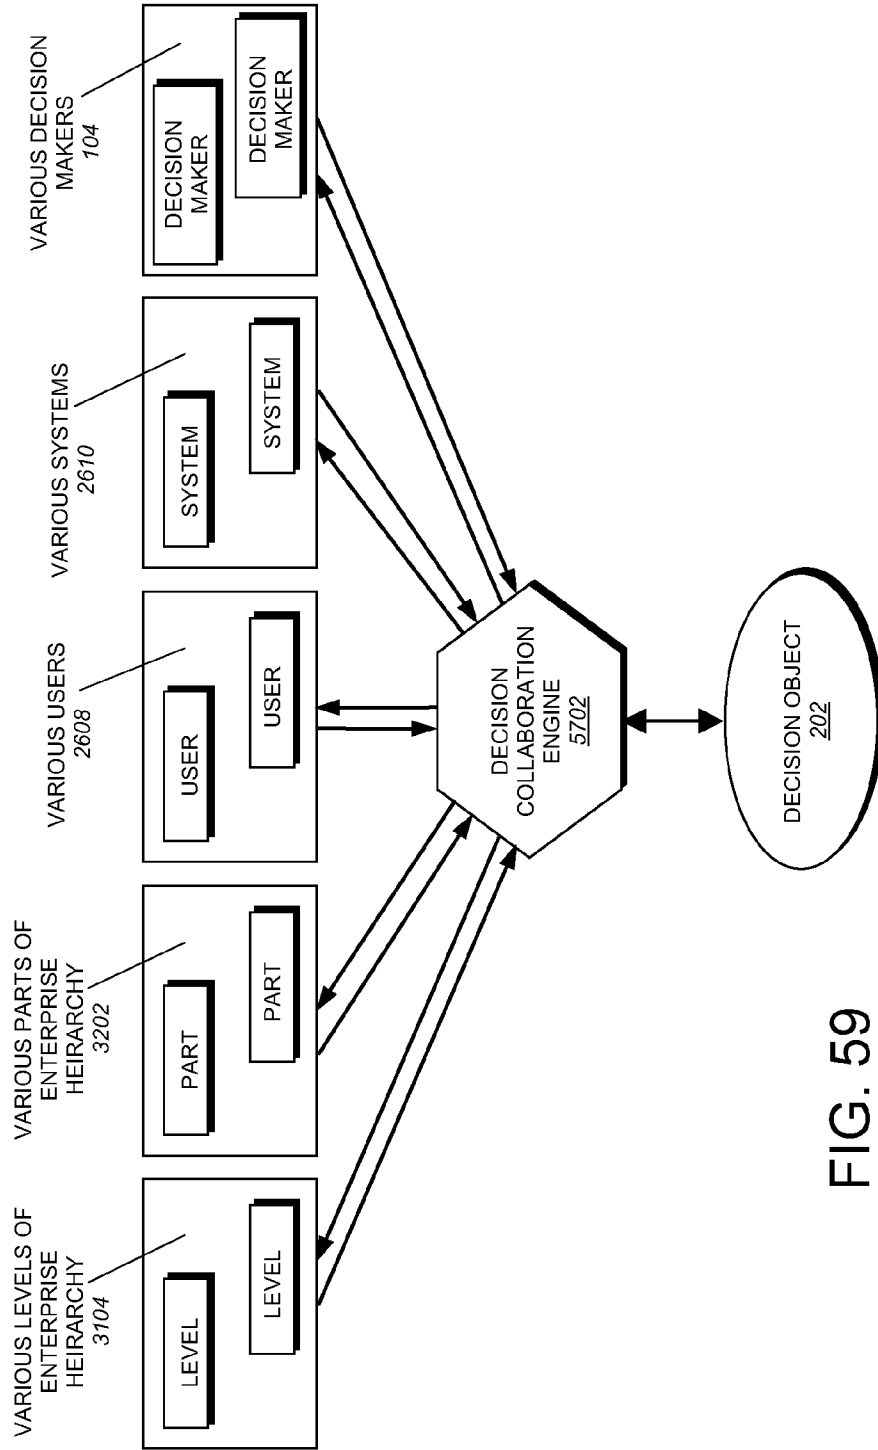 VARIOUS LEVELS OF
ENTERPRISE
HEIRARCHY
3104
LEVEL
LEVEL
VARIOUS PARTS OF
ENTERPRISE
HEIRARCHY
3202
PART
PART
VARIOUS USERS
2608
USER
USER
VARIOUS SYSTEMS
2610
SYSTEM
SYSTEM
VARIOUS DECISION
MAKERS
104
DECISION
MAKER
DECISION
MAKER
DECISION
COLLABORATION
ENGINE
5702
DECISION OBJECT
202
FIG. 59